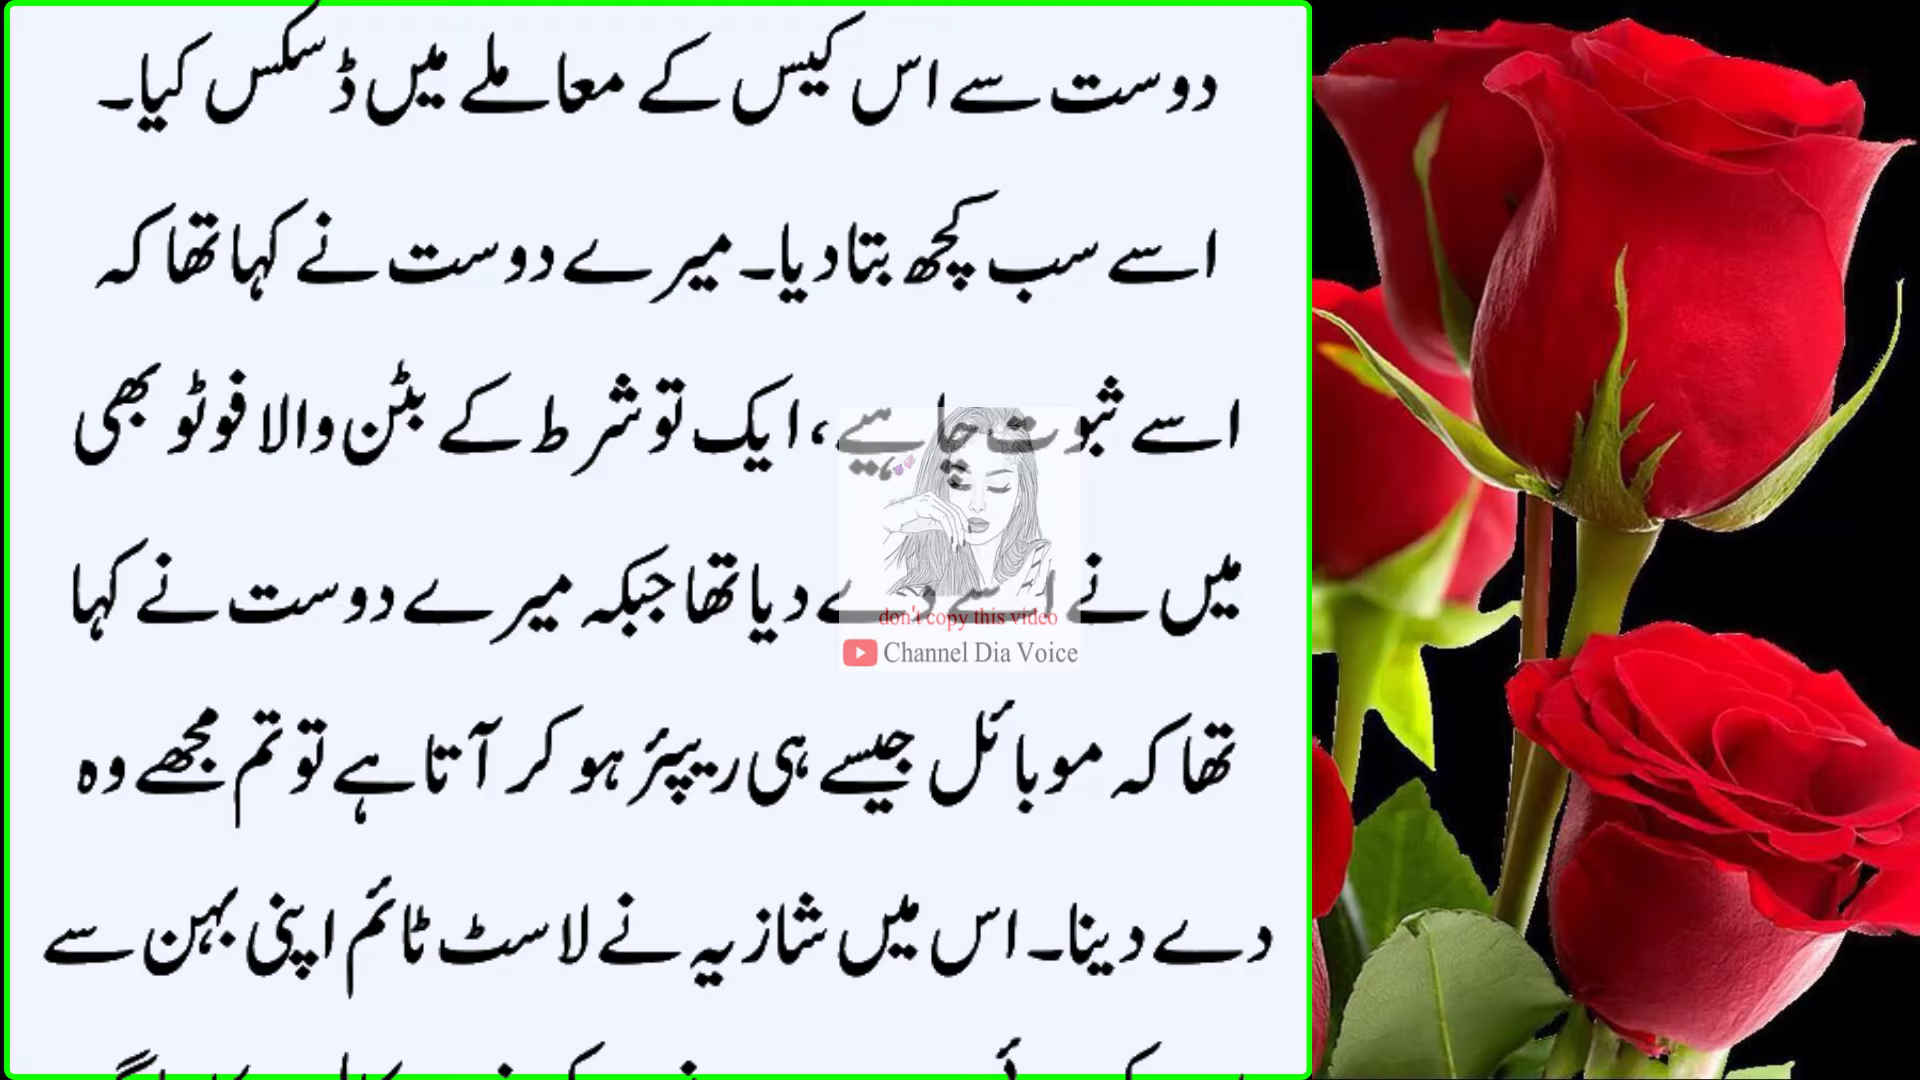 دوست سے اس کیس کے معاملے میں ڈسکس کیا۔
اسے سب کچھ بتا دیا۔ میرے دوست نے کہا تھا کہ
اسے ثبوت چاہیے، ایک تو شرط کے بٹن والا فوٹو بھی
میں نے اسے دے دیا تھا جبکہ میرے دوست نے کہا
تھا کہ موبائل جیسے ہی ریپئر ہو کر آتا ہے تو تم مجھے وہ
دے دینا۔ اس میں شازیہ نے لاسٹ ٹائم اپنی بہن سے
don't copy this video
Channel Dia Voice